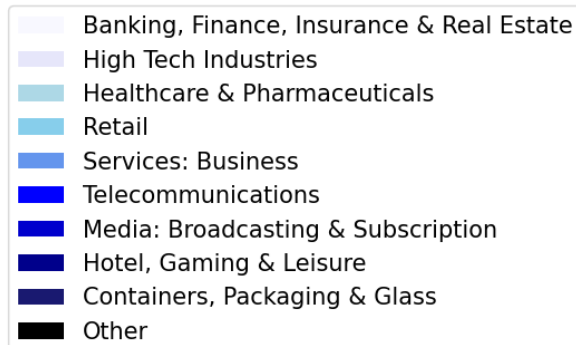 Banking, Finance, Insurance & Real Estate
High Tech Industries
Healthcare & Pharmaceuticals
Retail
Services: Business
Telecommunications
Media: Broadcasting & Subscription
Hotel, Gaming & Leisure
Containers, Packaging & Glass
Other